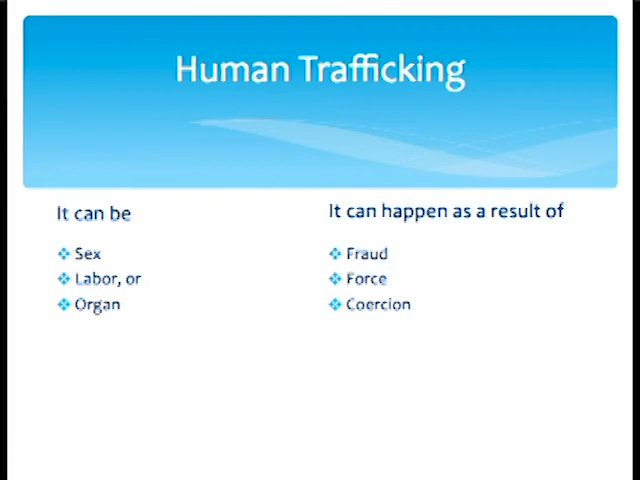 Human Trafficking
It can be
Sex
Labor, or
Organ
It can happen as a result of
Fraud
Force
Coercion